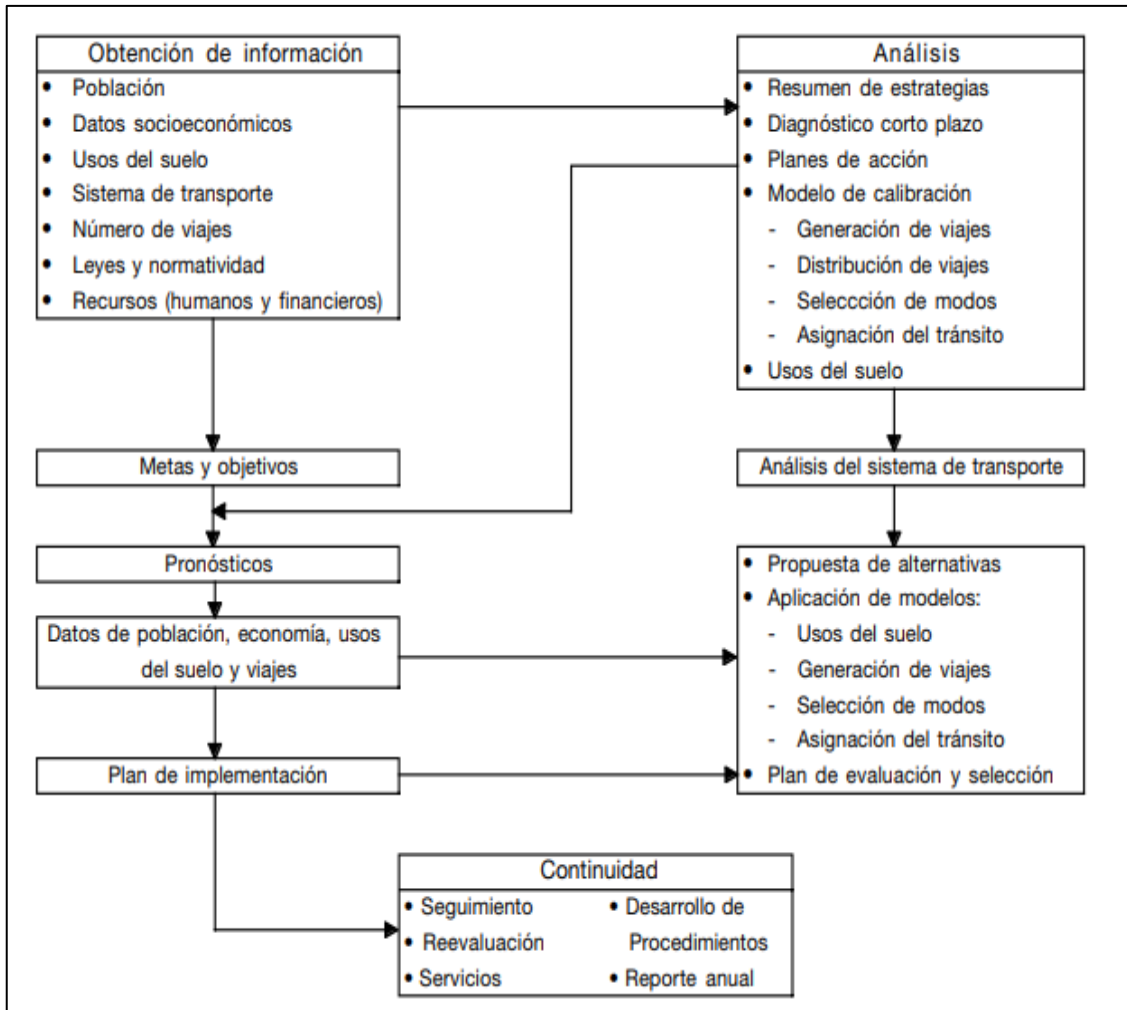 Obtención de información
• Población
• Datos socioeconómicos
• Usos del suelo
• Sistema de transporte
• Número de viajes
• Leyes y normatividad
• Recursos (humanos y financieros)
Análisis
• Resumen de estrategias
• Diagnóstico corto plazo
• Planes de acción
• Modelo de calibración
- Generación de viajes
- Distribución de viajes
- Seleccción de modos
- Asignación del tránsito
• Usos del suelo
Metas y objetivos
Análisis del sistema de transporte
Pronósticos
Datos de población, economía, usos
del suelo y viajes
Plan de implementación
• Propuesta de alternativas
• Aplicación de modelos:
- Usos del suelo
- Generación de viajes
- Selección de modos
- Asignación del tránsito
• Plan de evaluación y selección
Continuidad
• Seguimiento
• Reevaluación
• Servicios
• Desarrollo de
Procedimientos
• Reporte anual